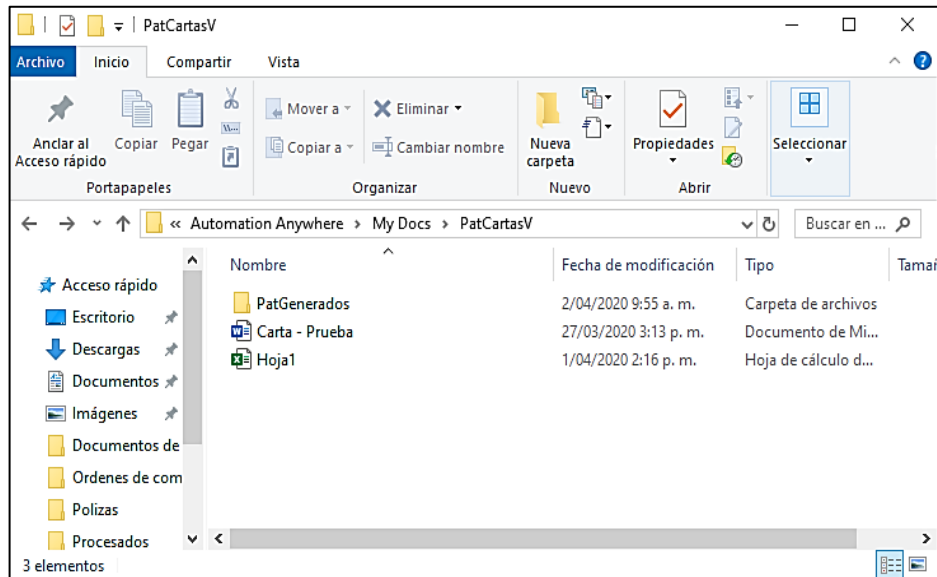 PatCartasV
Archivo Inicio Compartir Vista
Anclar al Acceso rápido
Copiar
Pegar
Portapapeles
Mover a
Copiar a
Eliminar
Cambiar nombre
Organizar
Nueva carpeta
Nuevo
Propiedades
Abrir
Seleccionar
« Automation Anywhere > My Docs > PatCartasV
Buscar en ...
Nombre Fecha de modificación Tipo
Acceso rápido
Escritorio
Descargas
Documentos
Imágenes
Documentos de
Ordenes de com
Polizas
Procesados
PatGenerados 2/04/2020 9:55 a. m. Carpeta de archivos
Carta - Prueba 27/03/2020 3:13 p. m. Documento de Mi...
Hoja1 1/04/2020 2:16 p. m. Hoja de cálculo d...
3 elementos